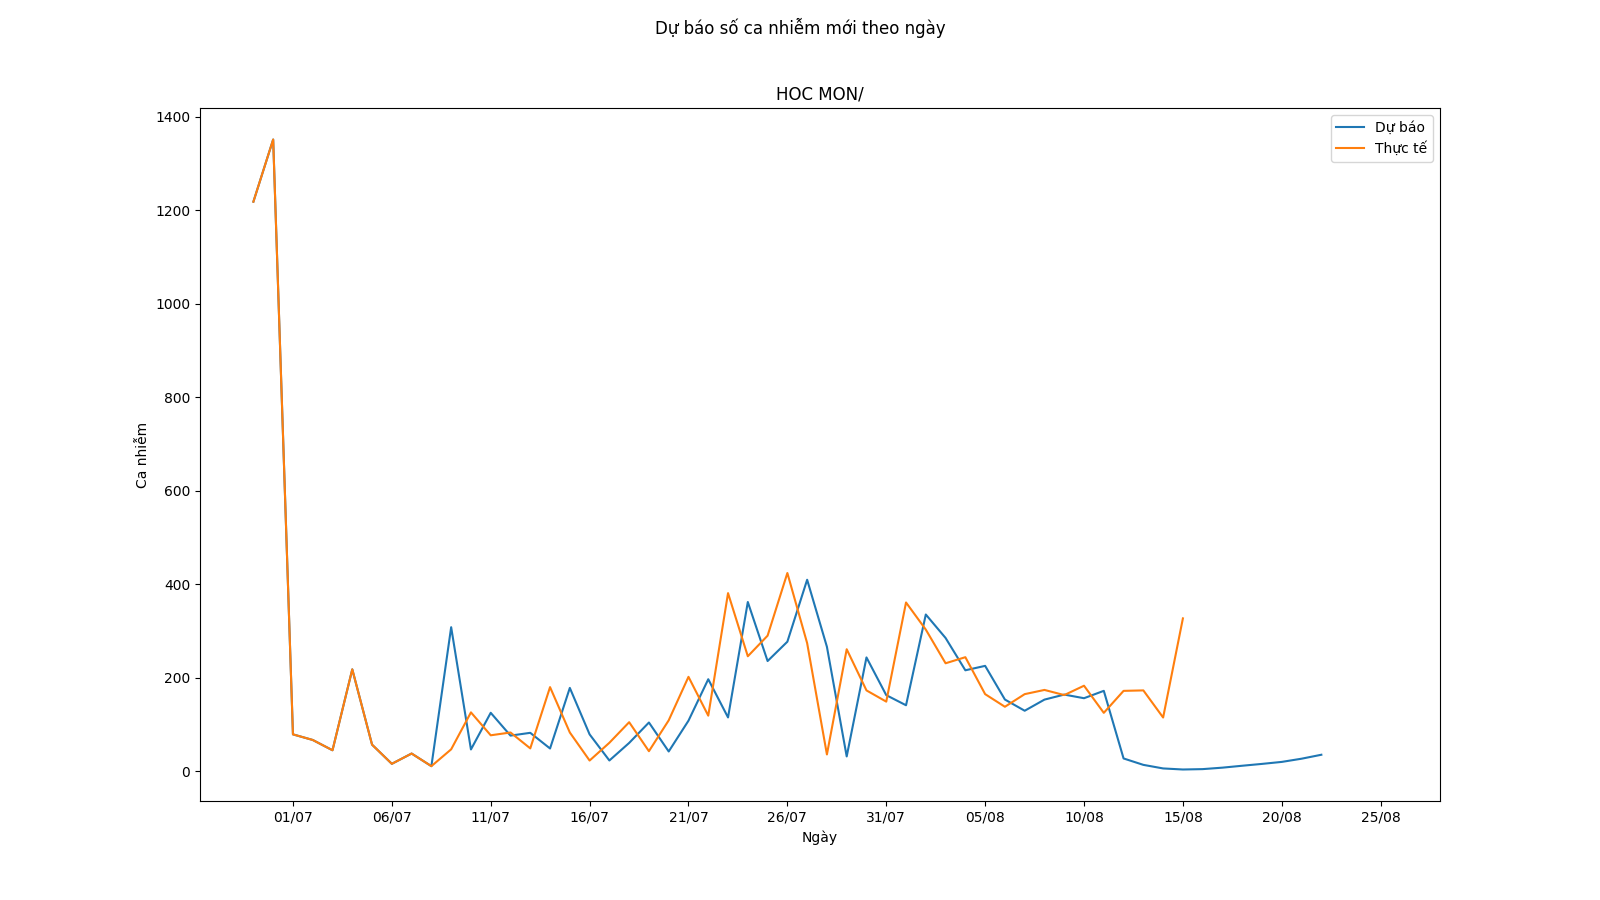 Dự báo số ca nhiễm mới theo ngày
HOC MON/
Dự báo
Thực tế
1400
1200
1000
800
600
400
200
0
Ca nhiễm
01/07 06/07 11/07 16/07 21/07 26/07 31/07 05/08 10/08 15/08 20/08 25/08
Ngày